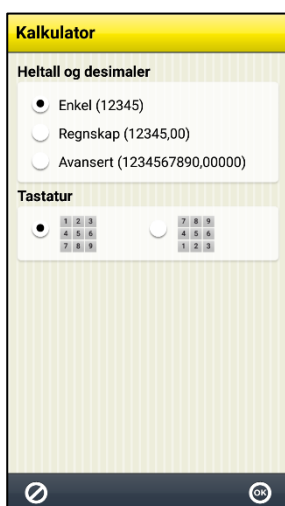 Kalkulator
Heltall og desimaler
Enkel (12345)
Regnskap (12345,00)
Avansert (1234567890,00000)
Tastatur
1 2 3 7 8 9
4 5 6 4 5 6
7 8 9 1 2 3
OK